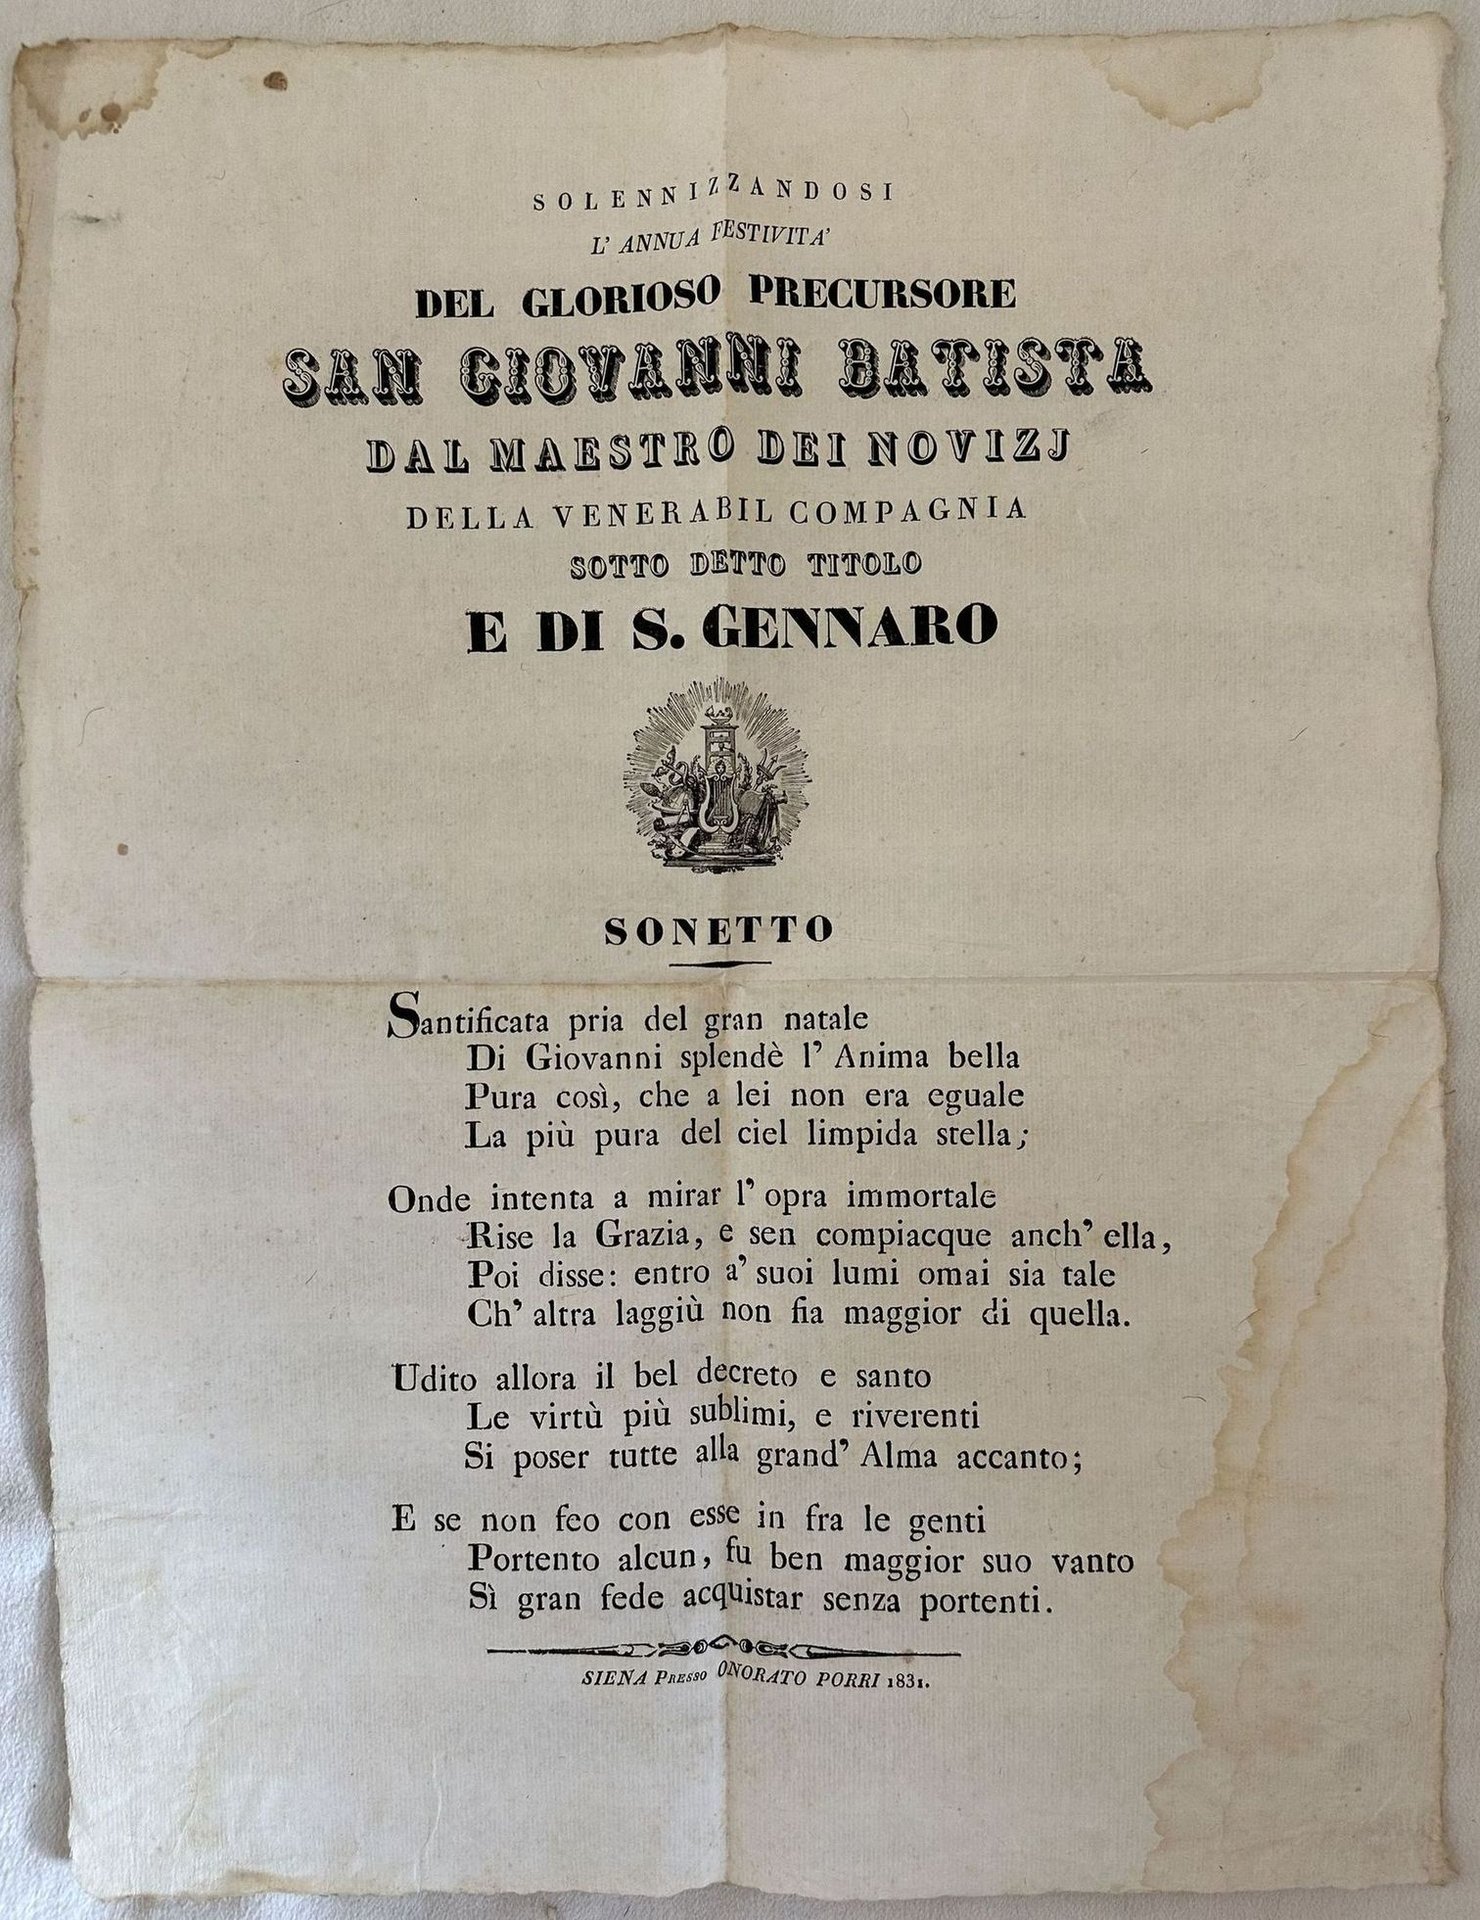 SOLENNIZZANDOSI
L' ANNUA FESTIVITA'
DEL GLORIOSO PRECURSORE
SAN GIOVANNI BATISTA
DAL MAESTRO DEI NOVIZJ
DELLA VENERABIL COMPAGNIA
SOTTO DETTO TITOLO
E DI S. GENNARO
SONETTO
Santificata pria del gran natale
Di Giovanni splendè l' Anima bella
Pura così, che a lei non era eguale
La più pura del ciel limpida stella;
Onde intenta a mirar l' opra immortale
Rise la Grazia, e sen compiacque anch' ella,
Poi disse: entro a' suoi lumi omai sia tale
Ch' altra laggiù non fia maggior di quella.
Udito allora il bel decreto e santo
Le virtù più sublimi, e riverenti
Si poser tutte alla grand' Alma accanto;
E se non feo con esse in fra le genti
Portento alcun, fu ben maggior suo vanto
Sì gran fede acquistar senza portenti.
SIENA PRESSO ONORATO PORRI 1831.